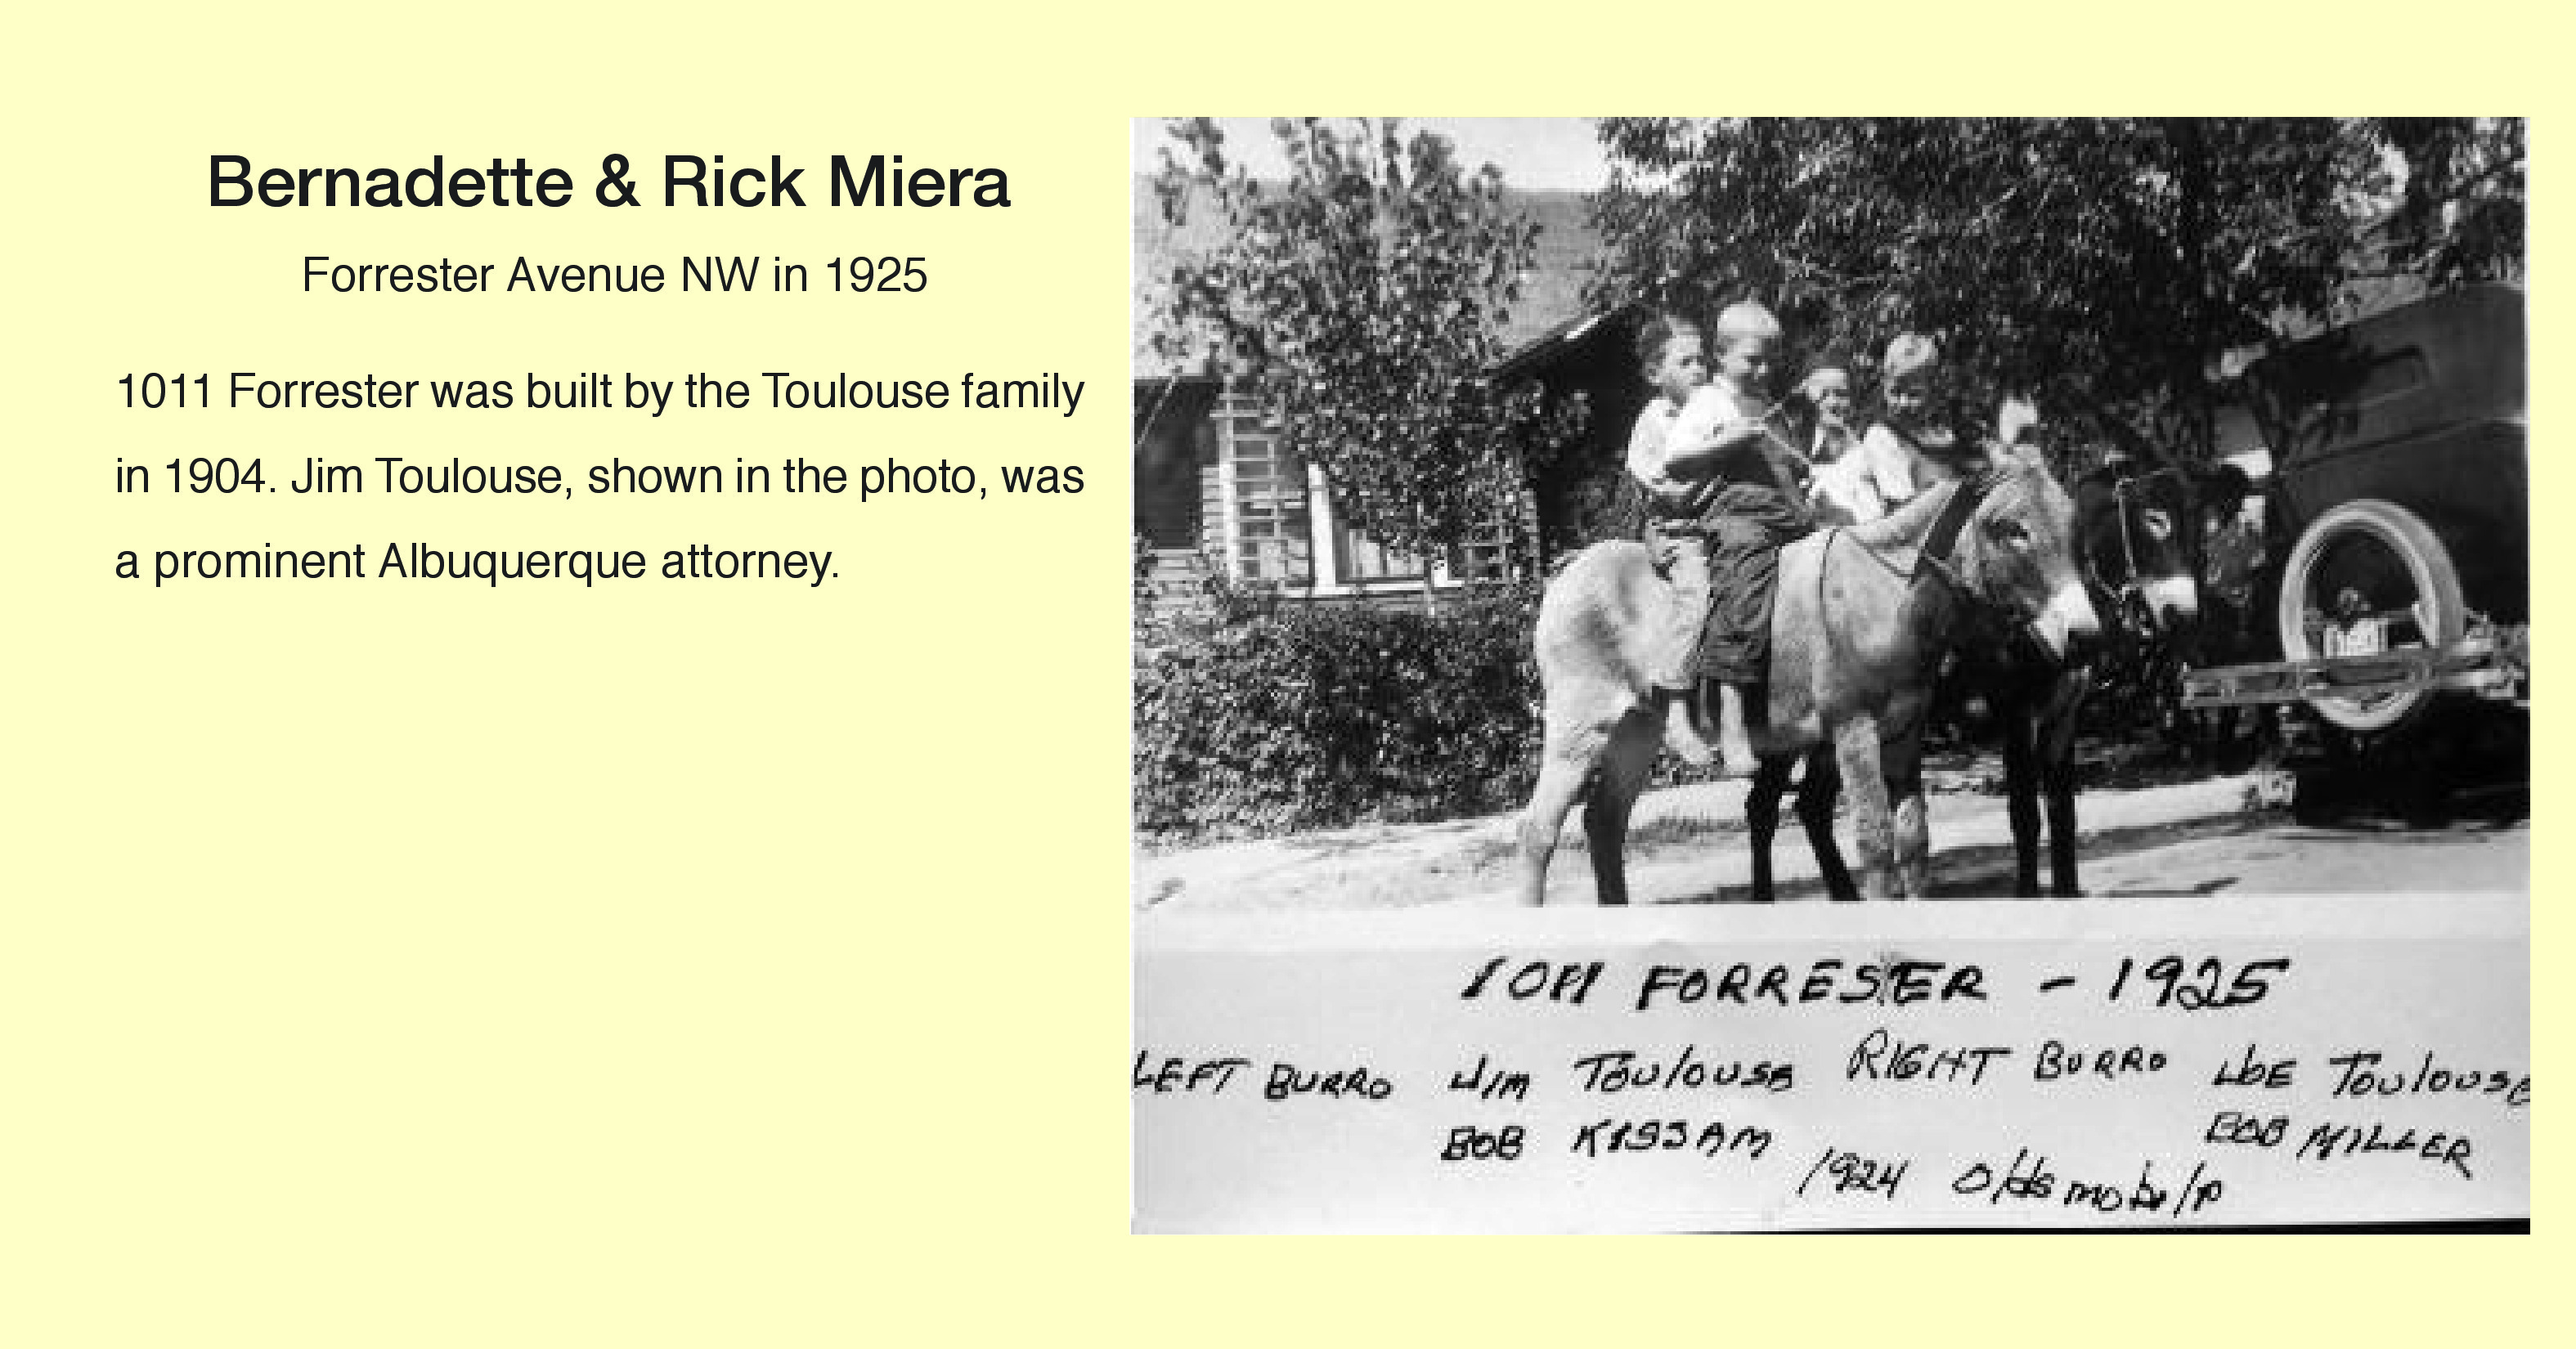 Bernadette & Rick Miera
Forrester Avenue NW in 1925
1011 Forrester was built by the Toulouse family
in 1904. Jim Toulouse, shown in the photo, was
a prominent Albuquerque attorney.
1011 FORRESTER - 1925
LEFT BURRO JIM Toulouse RIGHT BURRO JOE Toulouse
BOB KISSAM BOB MILLER
1924 Oldsmobile